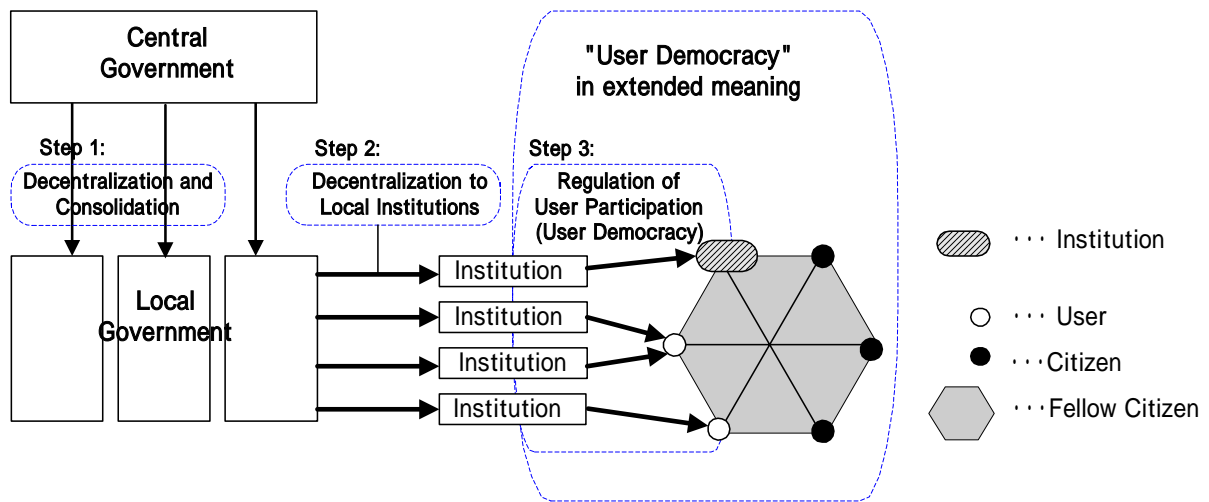 Central
Government
"User Democracy"
in extended meaning
Step 1:
Decentralization and
Consolidation
Step 2:
Decentralization to
Local Institutions
Step 3:
Regulation of
User Participation
(User Democracy)
Local
Government
Institution
Institution
Institution
Institution
··· Institution
··· User
···Citizen
···Fellow Citizen